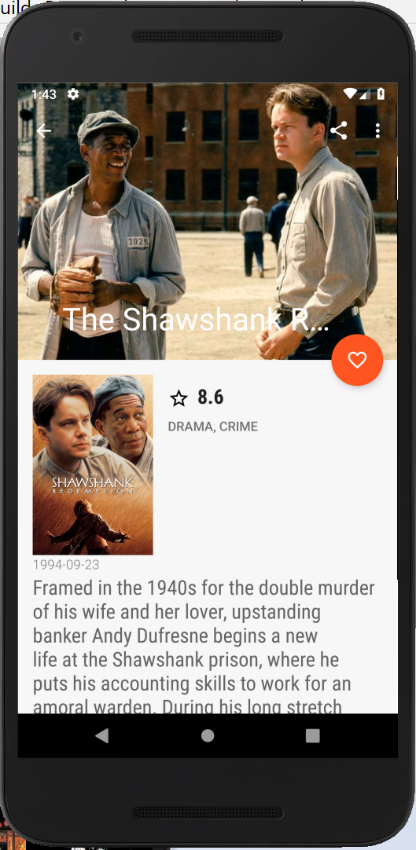 1:43
1026
The Shawshank R...
8.6
DRAMA, CRIME
SHAWSHANK
REDEMPTION
1994-09-23
Framed in the 1940s for the double murder
of his wife and her lover, upstanding
banker Andy Dufresne begins a new
life at the Shawshank prison, where he
puts his accounting skills to work for an
amoral warden. During his long stretch